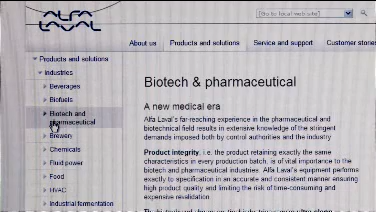 ALFA
LAVAL
[Go to local web site]
About us
Products and solutions
Service and support
Customer stories
Products and solutions
Industries
Beverages
Biofuels
Biotech and
pharmaceutical
Brewery
Chemicals
Fluid power
Food
HVAC
Industrial fermentation
Biotech & pharmaceutical
A new medical era
Alfa Laval's far-reaching experience in the pharmaceutical and
biotechnical field results in extensive knowledge of the stringent
demands imposed both by control authorities and the industry
Product integrity, i.e. the product retaining exactly the same
characteristics in every production batch, is of vital importance to the
biotech and pharmaceutical industries. Alfa Laval's equipment performs
exactly to specification in an accurate and consistent manner ensuring
high product quality and limiting the risk of time-consuming and
expensive revalidation.